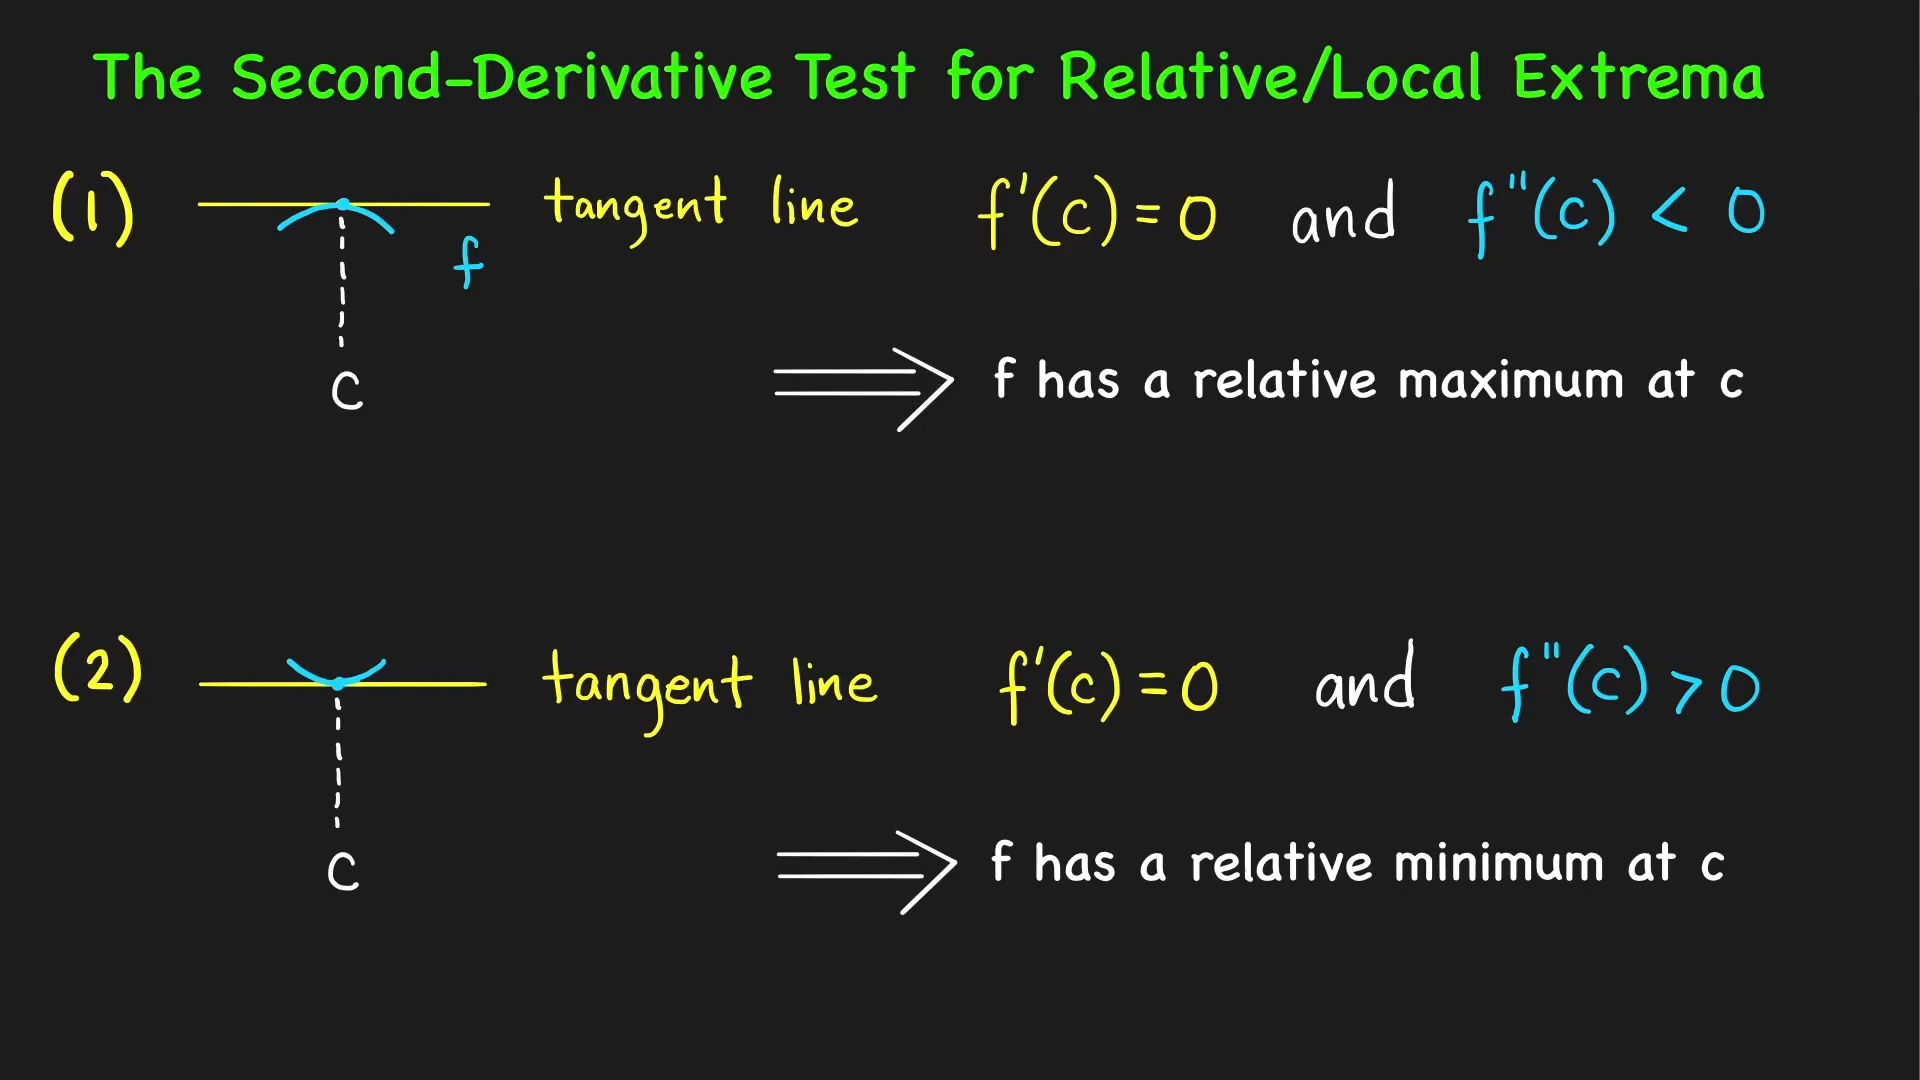 The Second-Derivative Test for Relative/Local Extrema
(1) tangent line f'(c) = 0 and f"(c) < 0
f
C
f has a relative maximum at c
(2) tangent line f'(c) = 0 and f"(c) > 0
C
f has a relative minimum at c